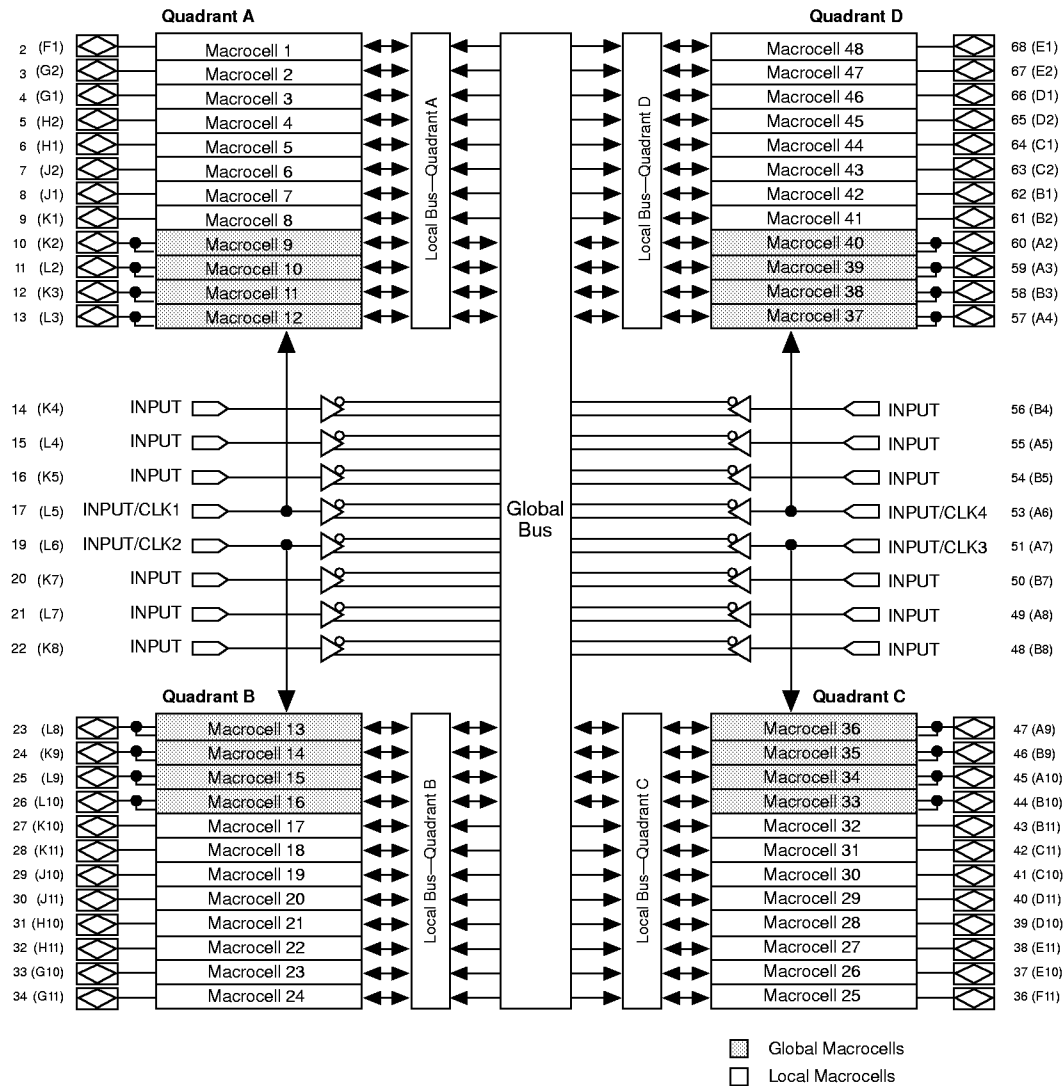 Quadrant A Quadrant D
2 (F1) Macrocell 1 Macrocell 48 68 (E1)
3 (G2) Macrocell 2 Macrocell 47 67 (E2)
4 (G1) Macrocell 3 Macrocell 46 66 (D1)
5 (H2) Macrocell 4 Macrocell 45 65 (D2)
6 (H1) Macrocell 5 Macrocell 44 64 (C1)
7 (J2) Macrocell 6 Macrocell 43 63 (C2)
8 (J1) Macrocell 7 Macrocell 42 62 (B1)
9 (K1) Macrocell 8 Macrocell 41 61 (B2)
10 (K2) Macrocell 9 Macrocell 40 60 (A2)
11 (L2) Macrocell 10 Macrocell 39 59 (A3)
12 (K3) Macrocell 11 Macrocell 38 58 (B3)
13 (L3) Macrocell 12 Macrocell 37 57 (A4)
Local Bus—Quadrant A
Local Bus—Quadrant D
14 (K4) INPUT INPUT 56 (B4)
15 (L4) INPUT INPUT 55 (A5)
16 (K5) INPUT INPUT 54 (B5)
17 (L5) INPUT/CLK1 INPUT/CLK4 53 (A6)
Global
Bus
19 (L6) INPUT/CLK2 INPUT/CLK3 51 (A7)
20 (K7) INPUT INPUT 50 (B7)
21 (L7) INPUT INPUT 49 (A8)
22 (K8) INPUT INPUT 48 (B8)
Quadrant B Quadrant C
23 (L8) Macrocell 13 Macrocell 36 47 (A9)
24 (K9) Macrocell 14 Macrocell 35 46 (B9)
25 (L9) Macrocell 15 Macrocell 34 45 (A10)
26 (L10) Macrocell 16 Macrocell 33 44 (B10)
27 (K10) Macrocell 17 Macrocell 32 43 (B11)
28 (K11) Macrocell 18 Macrocell 31 42 (C11)
29 (J10) Macrocell 19 Macrocell 30 41 (C10)
30 (J11) Macrocell 20 Macrocell 29 40 (D11)
31 (H10) Macrocell 21 Macrocell 28 39 (D10)
32 (H11) Macrocell 22 Macrocell 27 38 (E11)
33 (G10) Macrocell 23 Macrocell 26 37 (E10)
34 (G11) Macrocell 24 Macrocell 25 36 (F11)
Local Bus—Quadrant B
Local Bus—Quadrant C
Global Macrocells
Local Macrocells